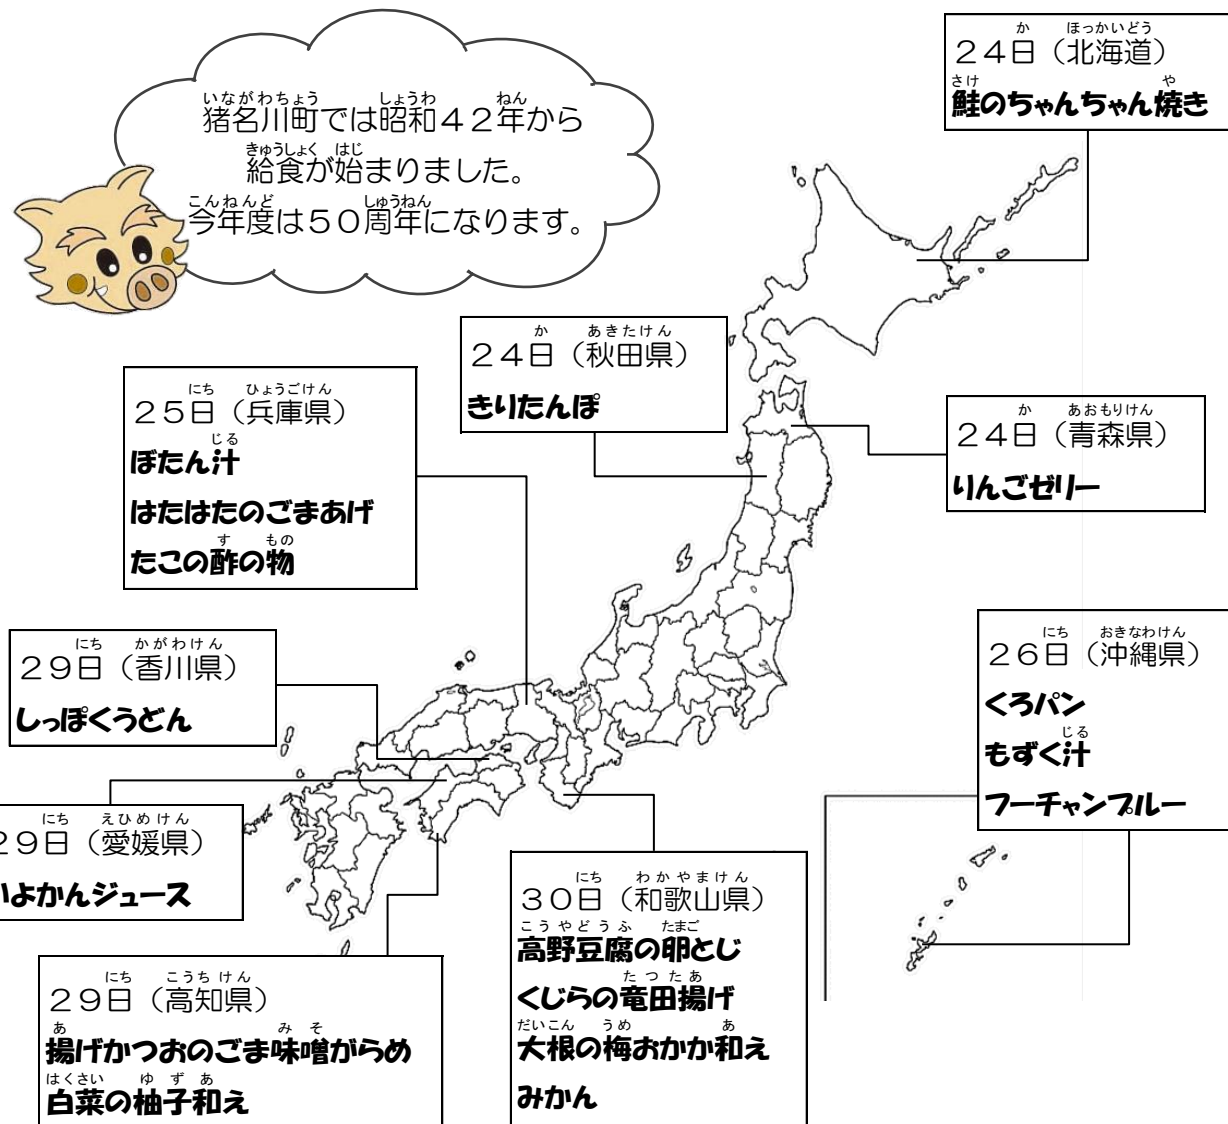 猪名川町では昭和42年から
給食が始まりました。
今年度は50周年になります。
24日(北海道)
鮭のちゃんちゃん焼き
24日(秋田県)
きりたんぽ
24日(青森県)
りんごゼリー
25日(兵庫県)
ぼたん汁
はたはたのごまあげ
たこの酢の物
26日(沖縄県)
くろパン
もずく汁
フーチャンプルー
29日(香川県)
しっぽくうどん
29日(愛媛県)
いよかんジュース
29日(高知県)
揚げかつおのごま味噌がらめ
白菜の柚子和え
30日(和歌山県)
高野豆腐の卵とじ
くじらの竜田揚げ
大根の梅おかか和え
みかん